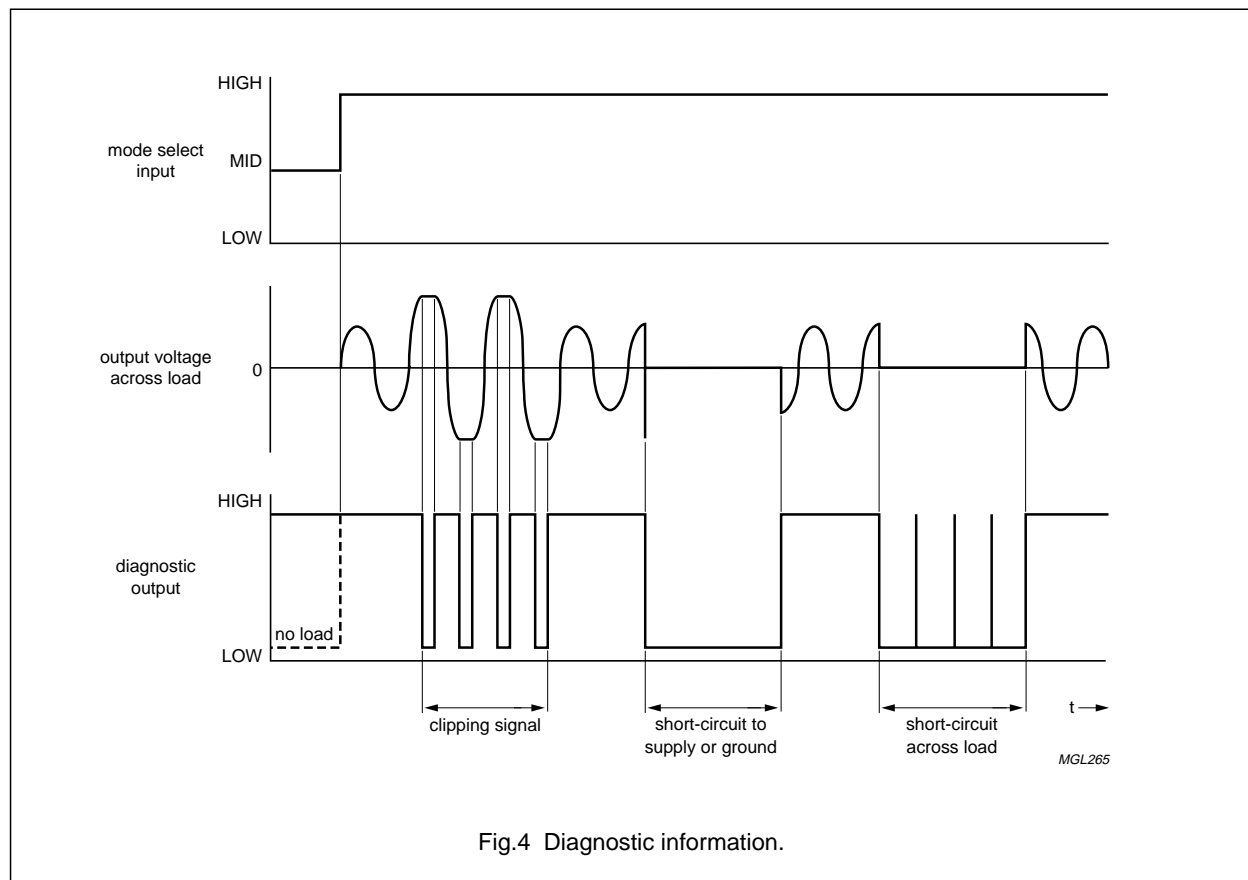 HIGH
mode select
input
MID
LOW
output voltage
across load
0
HIGH
diagnostic
output
no load
LOW
clipping signal
short-circuit to
supply or ground
short-circuit
across load
t
MGL265
Fig.4 Diagnostic information.